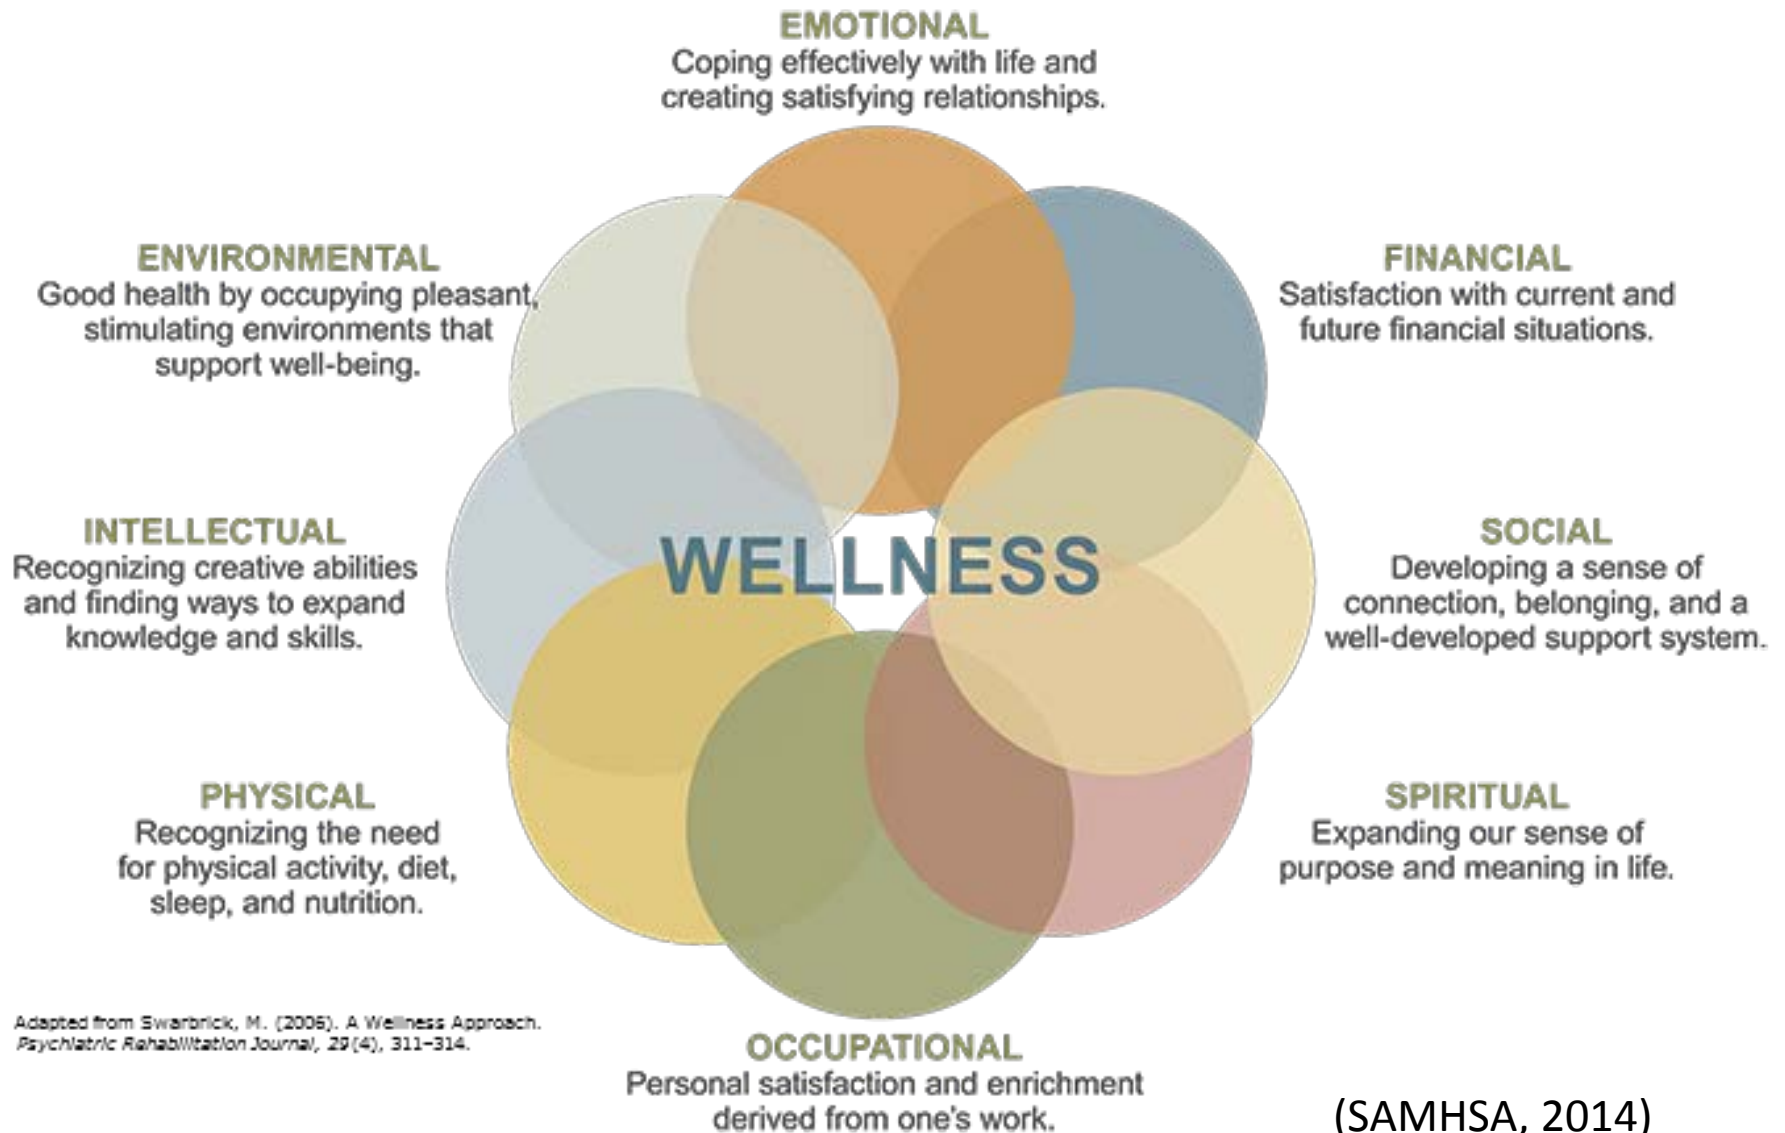 EMOTIONAL
Coping effectively with life and
creating satisfying relationships.
ENVIRONMENTAL
Good health by occupying pleasant,
stimulating environments that
support well-being.
FINANCIAL
Satisfaction with current and
future financial situations.
INTELLECTUAL
Recognizing creative abilities
and finding ways to expand
knowledge and skills.
WELLNESS
SOCIAL
Developing a sense of
connection, belonging, and a
well-developed support system.
PHYSICAL
Recognizing the need
for physical activity, diet,
sleep, and nutrition.
SPIRITUAL
Expanding our sense of
purpose and meaning in life.
Adapted from Swarbrick, M. (2006). A Wellness Approach.
Psychiatric Rehabilitation Journal, 29(4), 311–314.
OCCUPATIONAL
Personal satisfaction and enrichment
derived from one's work.
(SAMHSA, 2014)